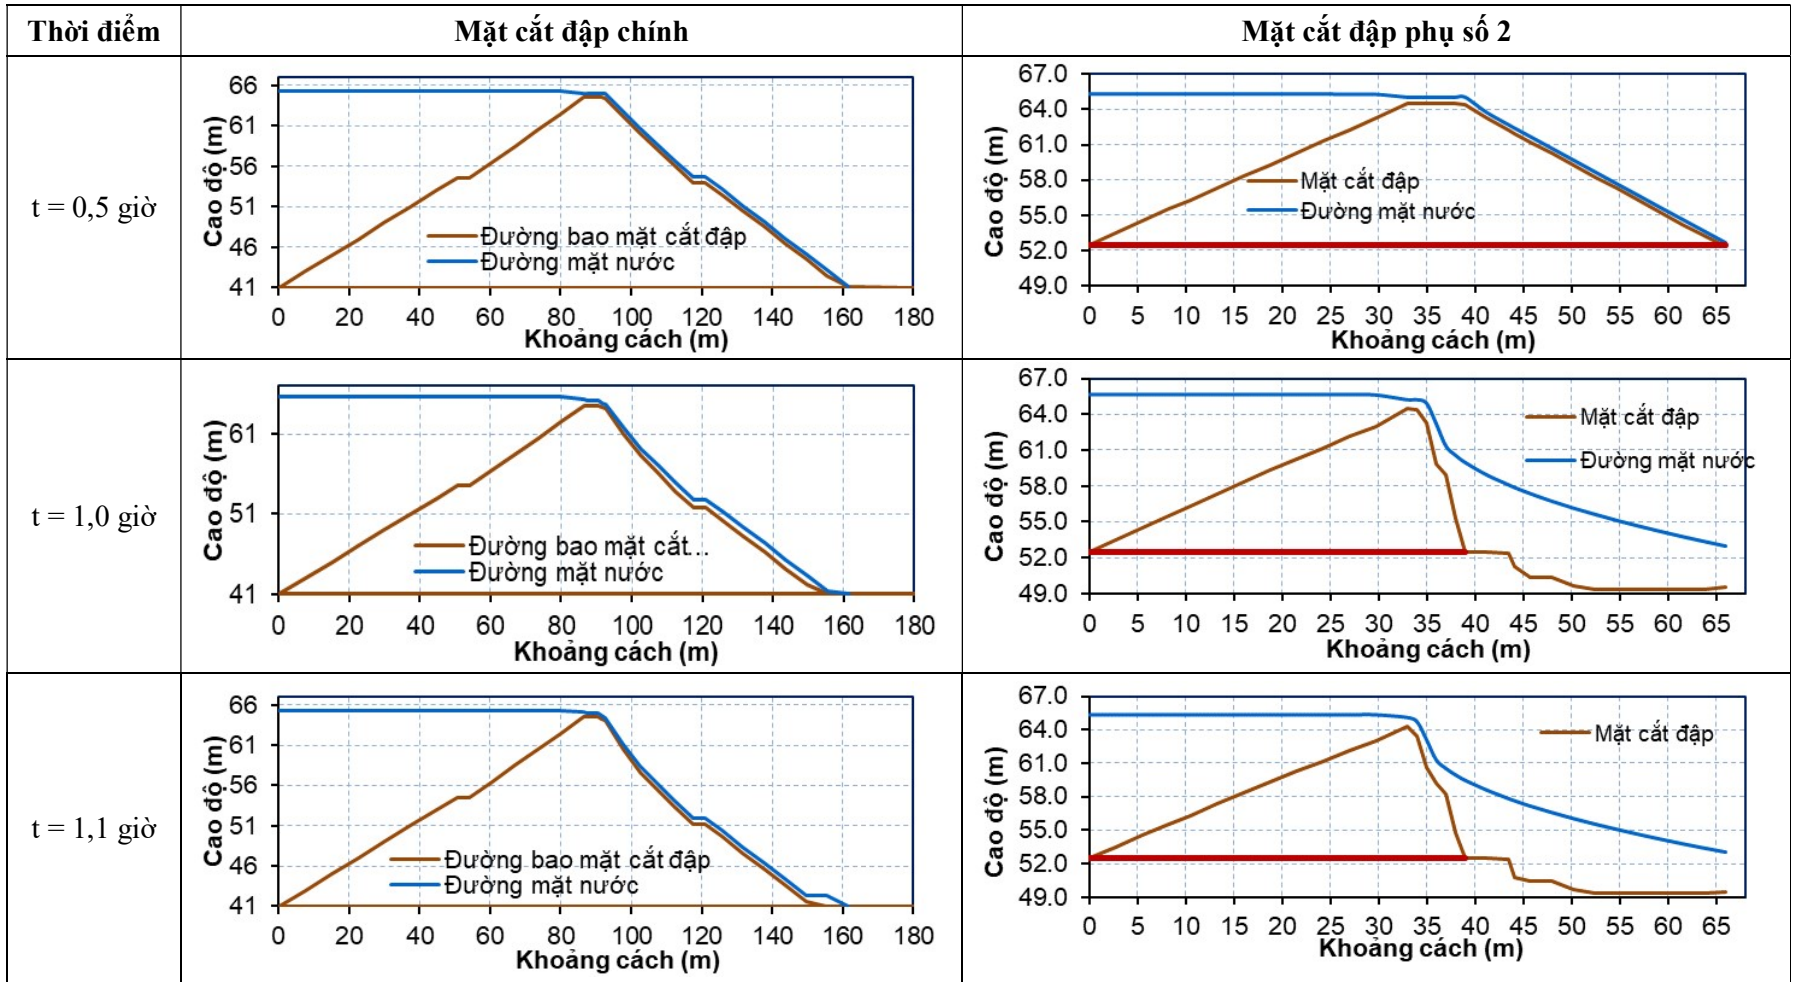 Thời điểm
Mặt cắt đập chính
Mặt cắt đập phụ số 2
t = 0,5 giờ
Cao độ (m)
66
61
56
51
46
41
0 20 40 60 80 100 120 140 160 180
Khoảng cách (m)
Đường bao mặt cắt đập
Đường mặt nước
Cao độ (m)
67.0
64.0
61.0
58.0
55.0
52.0
49.0
0 5 10 15 20 25 30 35 40 45 50 55 60 65
Khoảng cách (m)
Mặt cắt đập
Đường mặt nước
t = 1,0 giờ
Cao độ (m)
61
51
41
0 20 40 60 80 100 120 140 160 180
Khoảng cách (m)
Đường bao mặt cắt...
Đường mặt nước
Cao độ (m)
67.0
64.0
61.0
58.0
55.0
52.0
49.0
0 5 10 15 20 25 30 35 40 45 50 55 60 65
Khoảng cách (m)
Mặt cắt đập
Đường mặt nước
t = 1,1 giờ
Cao độ (m)
66
61
56
51
46
41
0 20 40 60 80 100 120 140 160 180
Khoảng cách (m)
Đường bao mặt cắt đập
Đường mặt nước
Cao độ (m)
67.0
64.0
61.0
58.0
55.0
52.0
49.0
0 5 10 15 20 25 30 35 40 45 50 55 60 65
Khoảng cách (m)
Mặt cắt đập